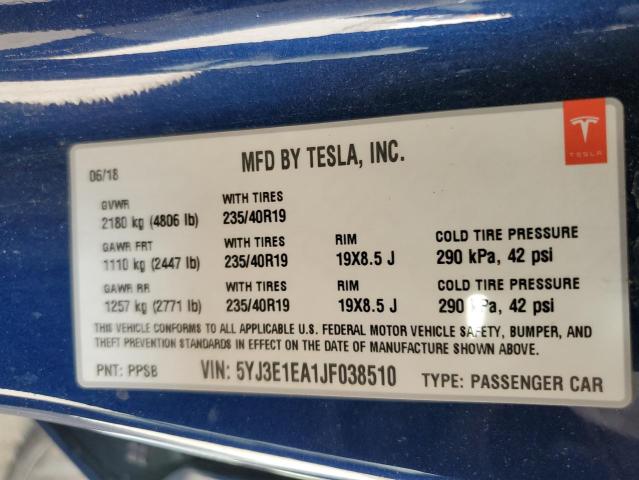 TESLA
06/18
MFD BY TESLA, INC.
GVWR WITH TIRES
2180 kg (4806 lb) 235/40R19
GAWR FRT WITH TIRES RIM COLD TIRE PRESSURE
1110 kg (2447 lb) 235/40R19 19X8.5 J 290 kPa, 42 psi
GAWR RR WITH TIRES RIM COLD TIRE PRESSURE
1257 kg (2771 lb) 235/40R19 19X8.5 J 290 kPa, 42 psi
THIS VEHICLE CONFORMS TO ALL APPLICABLE U.S. FEDERAL MOTOR VEHICLE SAFETY, BUMPER, AND
THEFT PREVENTION STANDARDS IN EFFECT ON THE DATE OF MANUFACTURE SHOWN ABOVE.
PNT: PPSB VIN: 5YJ3E1EA1JF038510 TYPE: PASSENGER CAR